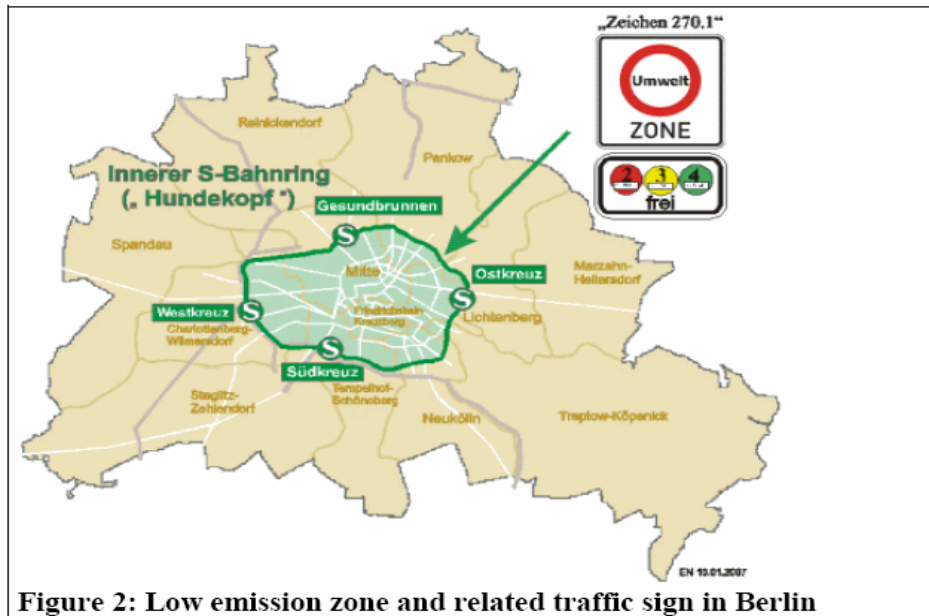 „Zeichen 270,1“
Umwelt
ZONE
2 3 4
frei
Reinickendorf
Pankow
Innerer S-Bahnring
(„ Hundekopf “)
Gesundbrunnen
S
Spandau
Mitte
Ostkreuz
S
Marzahn-
Hellersdorf
Westkreuz
S
Friedrichshain
Kreuzberg
Lichtenberg
Charlottenberg-
Wilmersdorf
S
Südkreuz
Steglitz-
Zehlendorf
Tempelhof-
Schöneberg
Neukölln
Treptow-Köpenick
EN 10.01.2007
Figure 2: Low emission zone and related traffic sign in Berlin